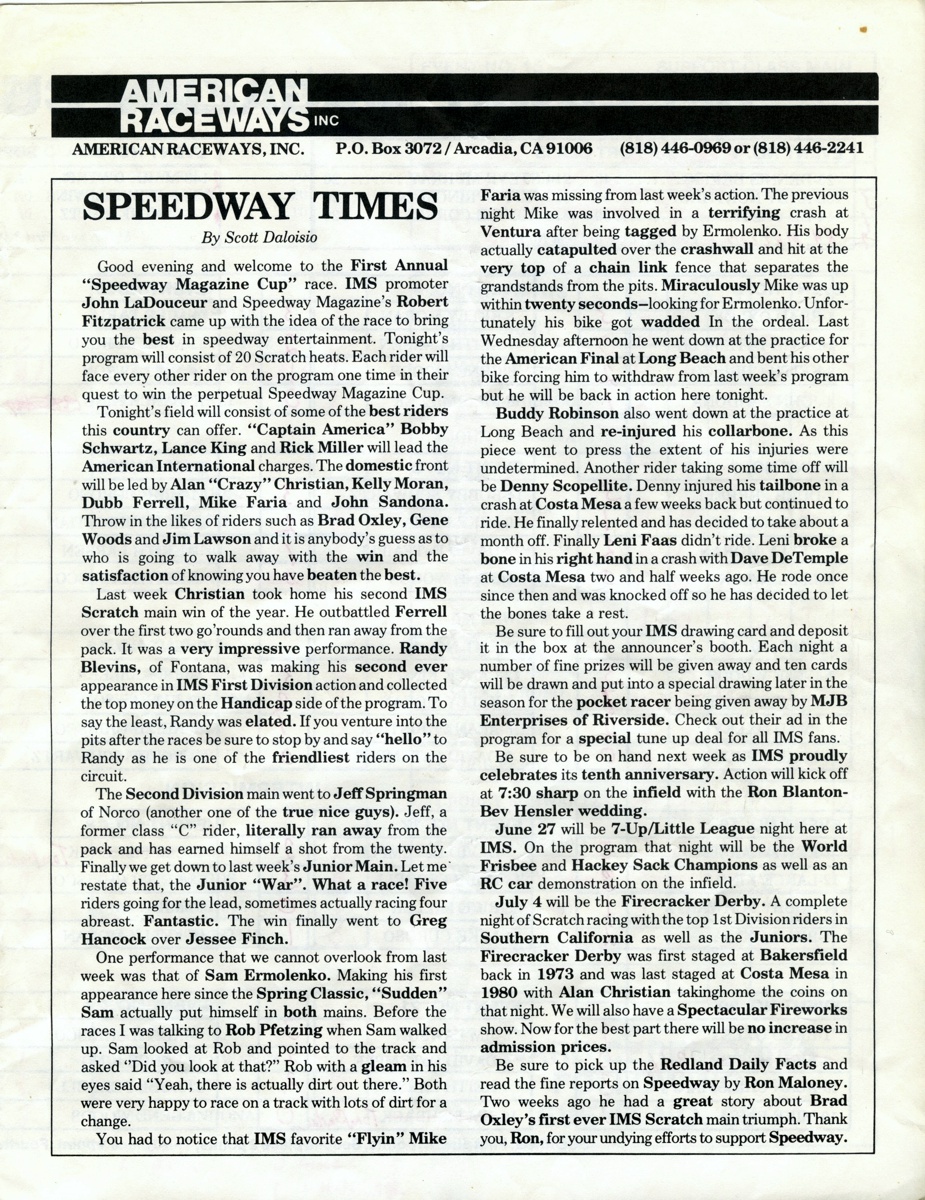 AMERICAN
RACEWAYS INC
AMERICAN RACEWAYS, INC. P.O. Box 3072 / Arcadia, CA 91006 (818) 446-0969 or (818) 446-2241
SPEEDWAY TIMES
By Scott Daloisio
Good evening and welcome to the First Annual
“Speedway Magazine Cup” race. IMS promoter
John LaDouceur and Speedway Magazine's Robert
Fitzpatrick came up with the idea of the race to bring
you the best in speedway entertainment. Tonight's
program will consist of 20 Scratch heats. Each rider will
face every other rider on the program one time in their
quest to win the perpetual Speedway Magazine Cup.
Tonight's field will consist of some of the best riders
this country can offer. “Captain America” Bobby
Schwartz, Lance King and Rick Miller will lead the
American International charges. The domestic front
will be led by Alan “Crazy” Christian, Kelly Moran,
Dubb Ferrell, Mike Faria and John Sandona.
Throw in the likes of riders such as Brad Oxley, Gene
Woods and Jim Lawson and it is anybody's guess as to
who is going to walk away with the win and the
satisfaction of knowing you have beaten the best.
Last week Christian took home his second IMS
Scratch main win of the year. He outbattled Ferrell
over the first two go'rounds and then ran away from the
pack. It was a very impressive performance. Randy
Blevins, of Fontana, was making his second ever
appearance in IMS First Division action and collected
the top money on the Handicap side of the program. To
say the least, Randy was elated. If you venture into the
pits after the races be sure to stop by and say “hello” to
Randy as he is one of the friendliest riders on the
circuit.
The Second Division main went to Jeff Springman
of Norco (another one of the true nice guys). Jeff, a
former class “C” rider, literally ran away from the
pack and has earned himself a shot from the twenty.
Finally we get down to last week's Junior Main. Let me
restate that, the Junior “War”. What a race! Five
riders going for the lead, sometimes actually racing four
abreast. Fantastic. The win finally went to Greg
Hancock over Jessee Finch.
One performance that we cannot overlook from last
week was that of Sam Ermolenko. Making his first
appearance here since the Spring Classic, “Sudden”
Sam actually put himself in both mains. Before the
races I was talking to Rob Pfetzing when Sam walked
up. Sam looked at Rob and pointed to the track and
asked “Did you look at that?” Rob with a gleam in his
eyes said “Yeah, there is actually dirt out there.” Both
were very happy to race on a track with lots of dirt for a
change.
You had to notice that IMS favorite “Flyin” Mike
Faria was missing from last week's action. The previous
night Mike was involved in a terrifying crash at
Ventura after being tagged by Ermolenko. His body
actually catapulted over the crashwall and hit at the
very top of a chain link fence that separates the
grandstands from the pits. Miraculously Mike was up
within twenty seconds—looking for Ermolenko. Unfor-
tunately his bike got wadded In the ordeal. Last
Wednesday afternoon he went down at the practice for
the American Final at Long Beach and bent his other
bike forcing him to withdraw from last week's program
but he will be back in action here tonight.
Buddy Robinson also went down at the practice at
Long Beach and re-injured his collarbone. As this
piece went to press the extent of his injuries were
undetermined. Another rider taking some time off will
be Denny Scopellite. Denny injured his tailbone in a
crash at Costa Mesa a few weeks back but continued to
ride. He finally relented and has decided to take about a
month off. Finally Leni Faas didn't ride. Leni broke a
bone in his right hand in a crash with Dave DeTemple
at Costa Mesa two and half weeks ago. He rode once
since then and was knocked off so he has decided to let
the bones take a rest.
Be sure to fill out your IMS drawing card and deposit
it in the box at the announcer's booth. Each night a
number of fine prizes will be given away and ten cards
will be drawn and put into a special drawing later in the
season for the pocket racer being given away by MJB
Enterprises of Riverside. Check out their ad in the
program for a special tune up deal for all IMS fans.
Be sure to be on hand next week as IMS proudly
celebrates its tenth anniversary. Action will kick off
at 7:30 sharp on the infield with the Ron Blanton-
Bev Hensler wedding.
June 27 will be 7-Up/Little League night here at
IMS. On the program that night will be the World
Frisbee and Hackey Sack Champions as well as an
RC car demonstration on the infield.
July 4 will be the Firecracker Derby. A complete
night of Scratch racing with the top 1st Division riders in
Southern California as well as the Juniors. The
Firecracker Derby was first staged at Bakersfield
back in 1973 and was last staged at Costa Mesa in
1980 with Alan Christian takinghome the coins on
that night. We will also have a Spectacular Fireworks
show. Now for the best part there will be no increase in
admission prices.
Be sure to pick up the Redland Daily Facts and
read the fine reports on Speedway by Ron Maloney.
Two weeks ago he had a great story about Brad
Oxley's first ever IMS Scratch main triumph. Thank
you, Ron, for your undying efforts to support Speedway.